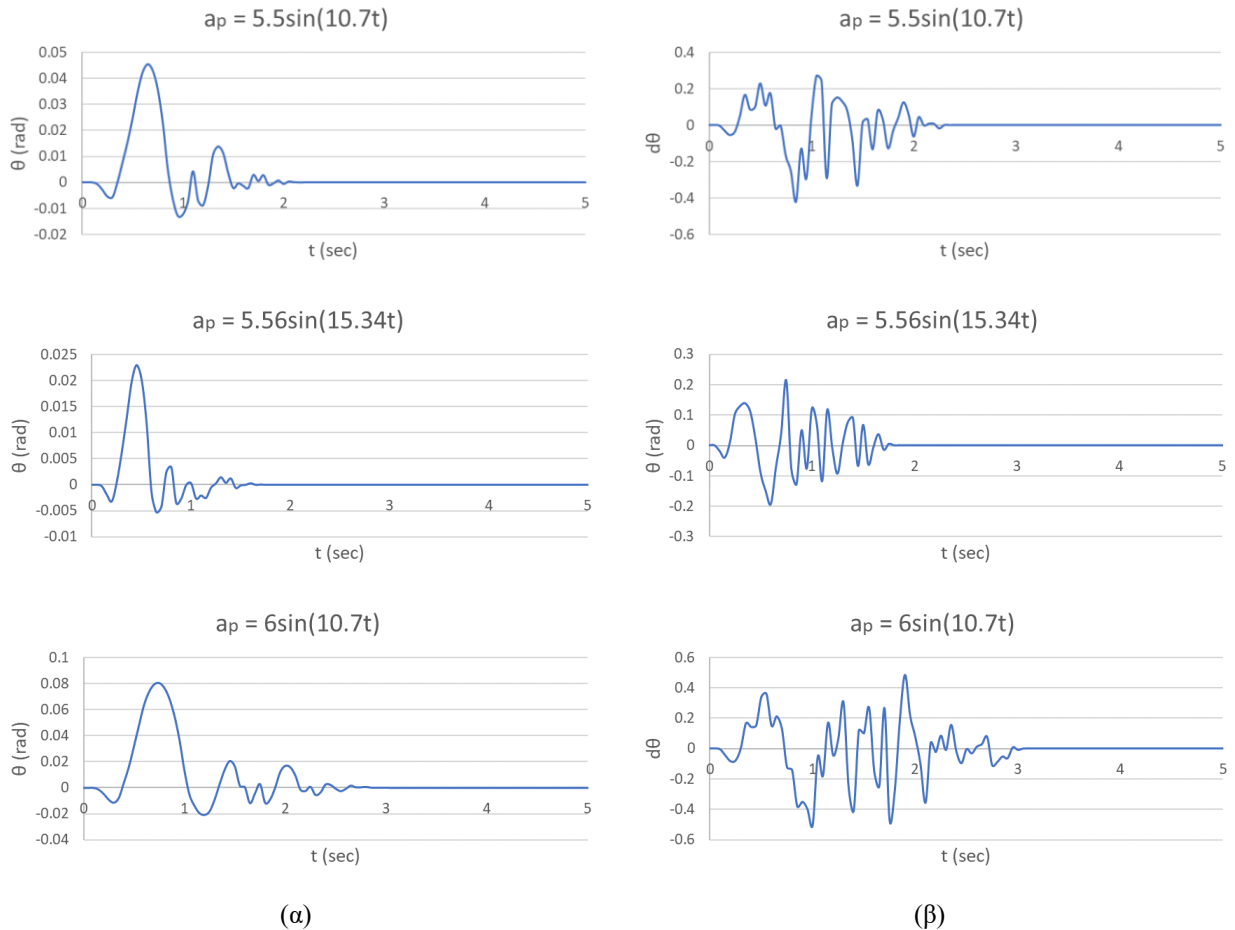 aₚ = 5.5sin(10.7t)
0.05
0.04
0.03
0.02
0.01
0
-0.01
-0.02
θ (rad)
0 1 2 3 4 5
t (sec)
aₚ = 5.5sin(10.7t)
0.4
0.2
0
-0.2
-0.4
-0.6
dθ
0 1 2 3 4 5
t (sec)
aₚ = 5.56sin(15.34t)
0.025
0.02
0.015
0.01
0.005
0
-0.005
-0.01
θ (rad)
0 1 2 3 4 5
t (sec)
aₚ = 5.56sin(15.34t)
0.3
0.2
0.1
0
-0.1
-0.2
-0.3
θ (rad)
0 1 2 3 4 5
t (sec)
aₚ = 6sin(10.7t)
0.1
0.08
0.06
0.04
0.02
0
-0.02
-0.04
θ (rad)
0 1 2 3 4 5
t (sec)
aₚ = 6sin(10.7t)
0.6
0.4
0.2
0
-0.2
-0.4
-0.6
dθ
0 1 2 3 4 5
t (sec)
(α)
(β)